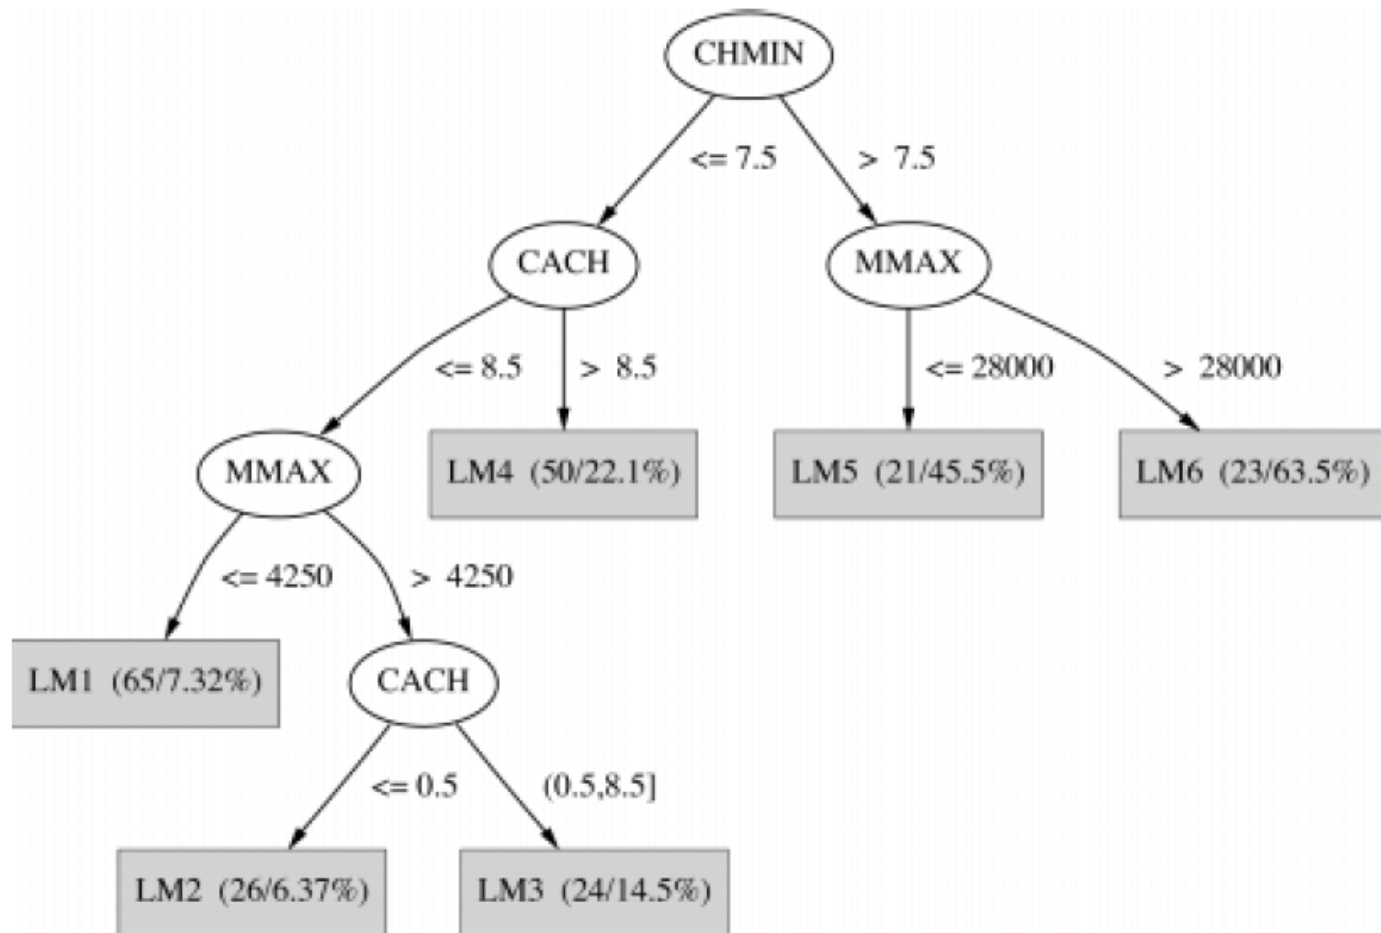 CHMIN
<= 7.5
> 7.5
CACH
MMAX
<= 8.5
> 8.5
<= 28000
> 28000
MMAX
LM4 (50/22.1%)
LM5 (21/45.5%)
LM6 (23/63.5%)
<= 4250
> 4250
LM1 (65/7.32%)
CACH
<= 0.5
(0.5,8.5]
LM2 (26/6.37%)
LM3 (24/14.5%)